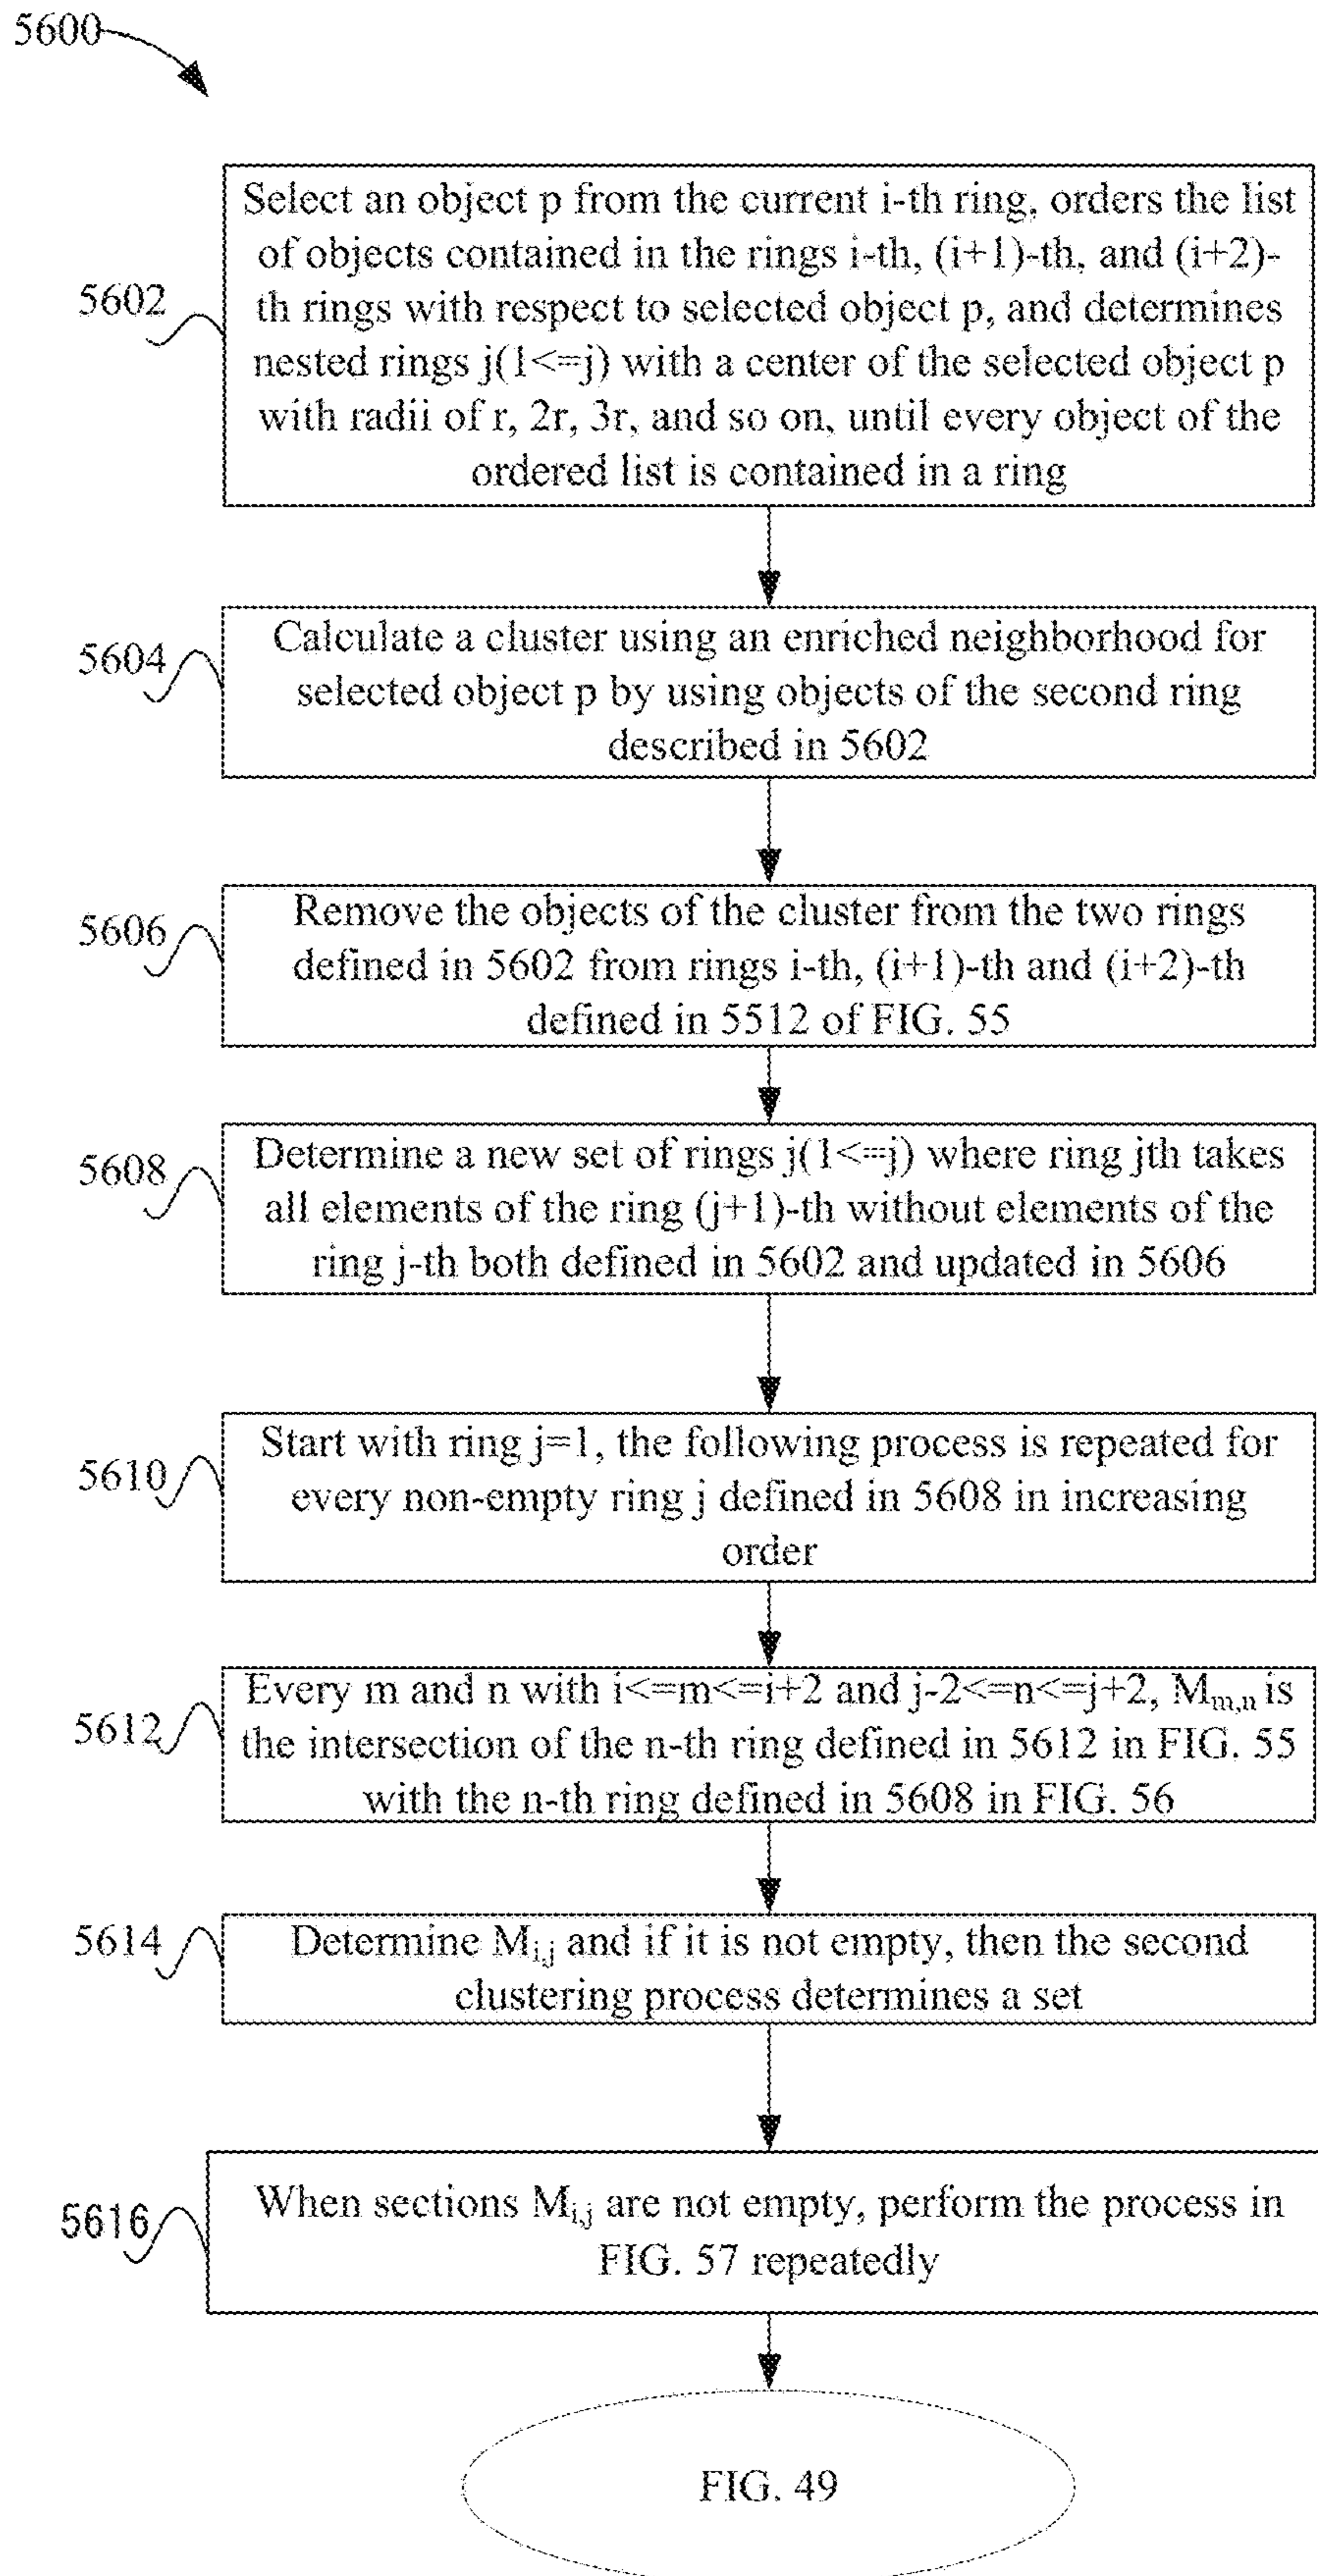 5600
Select an object p from the current i-th ring, orders the list
of objects contained in the rings i-th, (i+1)-th, and (i+2)-
th rings with respect to selected object p, and determines
nested rings j(1<=j) with a center of the selected object p
with radii of r, 2r, 3r, and so on, until every object of the
ordered list is contained in a ring
5602
Calculate a cluster using an enriched neighborhood for
selected object p by using objects of the second ring
described in 5602
5604
Remove the objects of the cluster from the two rings
defined in 5602 from rings i-th, (i+1)-th and (i+2)-th
defined in 5512 of FIG. 55
5606
Determine a new set of rings j(1<=j) where ring jth takes
all elements of the ring (j+1)-th without elements of the
ring j-th both defined in 5602 and updated in 5606
5608
Start with ring j=1, the following process is repeated for
every non-empty ring j defined in 5608 in increasing
order
5610
Every m and n with i<=m<=i+2 and j-2<=n<=j+2, Mm,n is
the intersection of the n-th ring defined in 5612 in FIG. 55
with the n-th ring defined in 5608 in FIG. 56
5612
Determine Mi,j and if it is not empty, then the second
clustering process determines a set
5614
When sections Mi,j are not empty, perform the process in
FIG. 57 repeatedly
5616
FIG. 49